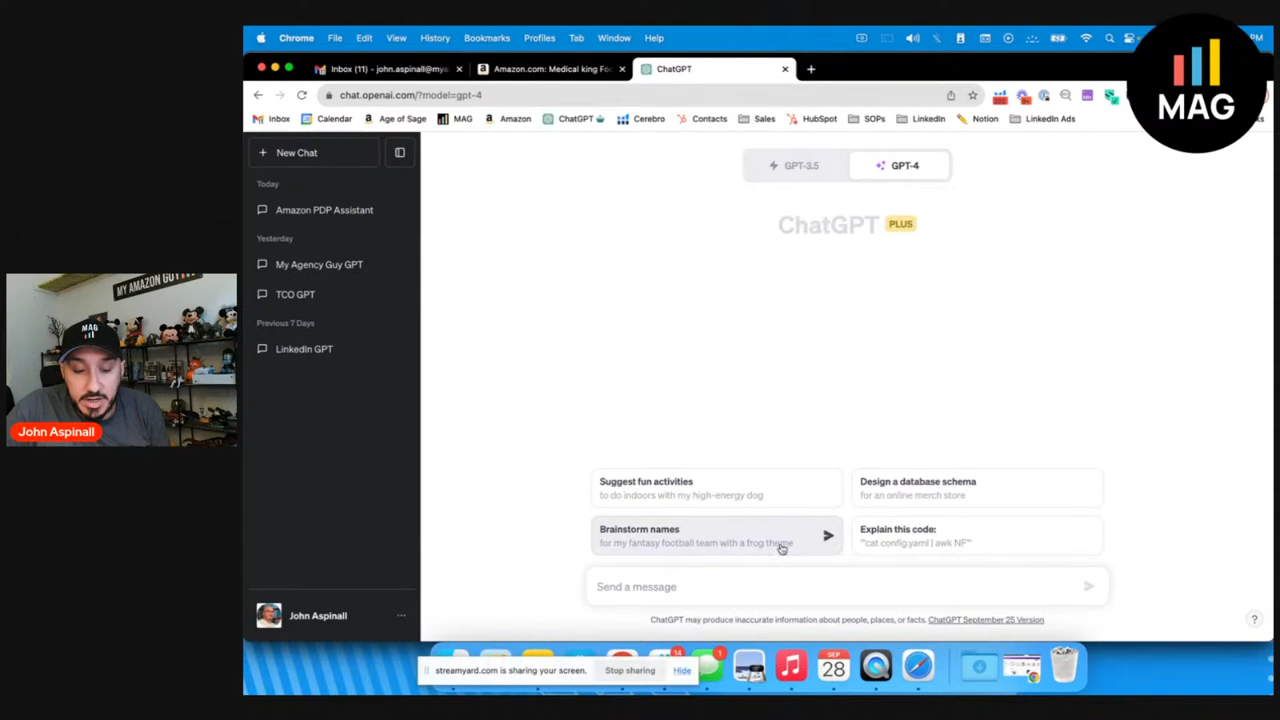 Chrome File Edit View History Bookmarks Profiles Tab Window Help
Inbox (11) - john.aspinall@mya
Amazon.com: Medical king Fo
ChatGPT
chat.openai.com/?model=gpt-4
Inbox Calendar Age of Sage MAG Amazon ChatGPT Cerebro Contacts Sales HubSpot SOPs LinkedIn Notion LinkedIn Ads
MAG
New Chat
Today
Amazon PDP Assistant
Yesterday
My Agency Guy GPT
TCO GPT
Previous 7 Days
LinkedIn GPT
John Aspinall
GPT-3.5 GPT-4
ChatGPT PLUS
Suggest fun activities
to do indoors with my high-energy dog
Design a database schema
for an online merch store
Brainstorm names
for my fantasy football team with a frog theme
Explain this code:
"cat config.yaml | awk NF"
Send a message
ChatGPT may produce inaccurate information about people, places, or facts. ChatGPT September 25 Version
?
streamyard.com is sharing your screen. Stop sharing Hide
14
1
SEP
28
MY AMAZON GUY
MAG
John Aspinall